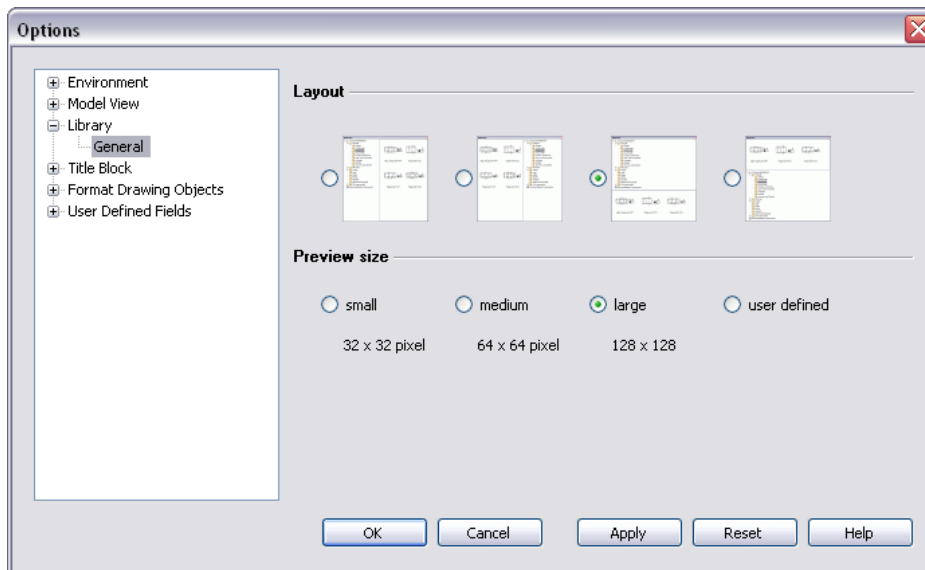 Options
Environment
Model View
Library
General
Title Block
Format Drawing Objects
User Defined Fields
Layout
Preview size
small
medium
large
user defined
32 x 32 pixel
64 x 64 pixel
128 x 128
OK
Cancel
Apply
Reset
Help